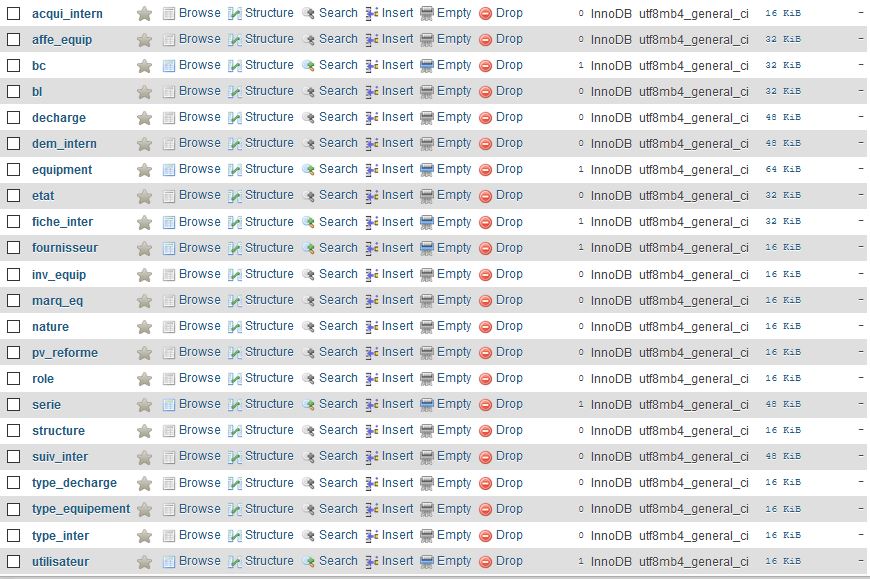 acqui_intern Browse Structure Search Insert Empty Drop 0 InnoDB utf8mb4_general_ci 16 KiB -
affe_equip Browse Structure Search Insert Empty Drop 0 InnoDB utf8mb4_general_ci 32 KiB -
bc Browse Structure Search Insert Empty Drop 1 InnoDB utf8mb4_general_ci 32 KiB -
bl Browse Structure Search Insert Empty Drop 0 InnoDB utf8mb4_general_ci 32 KiB -
decharge Browse Structure Search Insert Empty Drop 0 InnoDB utf8mb4_general_ci 48 KiB -
dem_intern Browse Structure Search Insert Empty Drop 0 InnoDB utf8mb4_general_ci 48 KiB -
equipment Browse Structure Search Insert Empty Drop 1 InnoDB utf8mb4_general_ci 64 KiB -
etat Browse Structure Search Insert Empty Drop 0 InnoDB utf8mb4_general_ci 16 KiB -
fiche_inter Browse Structure Search Insert Empty Drop 1 InnoDB utf8mb4_general_ci 32 KiB -
fournisseur Browse Structure Search Insert Empty Drop 1 InnoDB utf8mb4_general_ci 16 KiB -
inv_equip Browse Structure Search Insert Empty Drop 0 InnoDB utf8mb4_general_ci 16 KiB -
marq_eq Browse Structure Search Insert Empty Drop 0 InnoDB utf8mb4_general_ci 16 KiB -
nature Browse Structure Search Insert Empty Drop 0 InnoDB utf8mb4_general_ci 16 KiB -
pv_reforme Browse Structure Search Insert Empty Drop 0 InnoDB utf8mb4_general_ci 16 KiB -
role Browse Structure Search Insert Empty Drop 0 InnoDB utf8mb4_general_ci 16 KiB -
serie Browse Structure Search Insert Empty Drop 1 InnoDB utf8mb4_general_ci 48 KiB -
structure Browse Structure Search Insert Empty Drop 0 InnoDB utf8mb4_general_ci 16 KiB -
suiv_inter Browse Structure Search Insert Empty Drop 0 InnoDB utf8mb4_general_ci 48 KiB -
type_decharge Browse Structure Search Insert Empty Drop 0 InnoDB utf8mb4_general_ci 16 KiB -
type_equipement Browse Structure Search Insert Empty Drop 0 InnoDB utf8mb4_general_ci 16 KiB -
type_inter Browse Structure Search Insert Empty Drop 0 InnoDB utf8mb4_general_ci 16 KiB -
utilisateur Browse Structure Search Insert Empty Drop 1 InnoDB utf8mb4_general_ci 16 KiB -